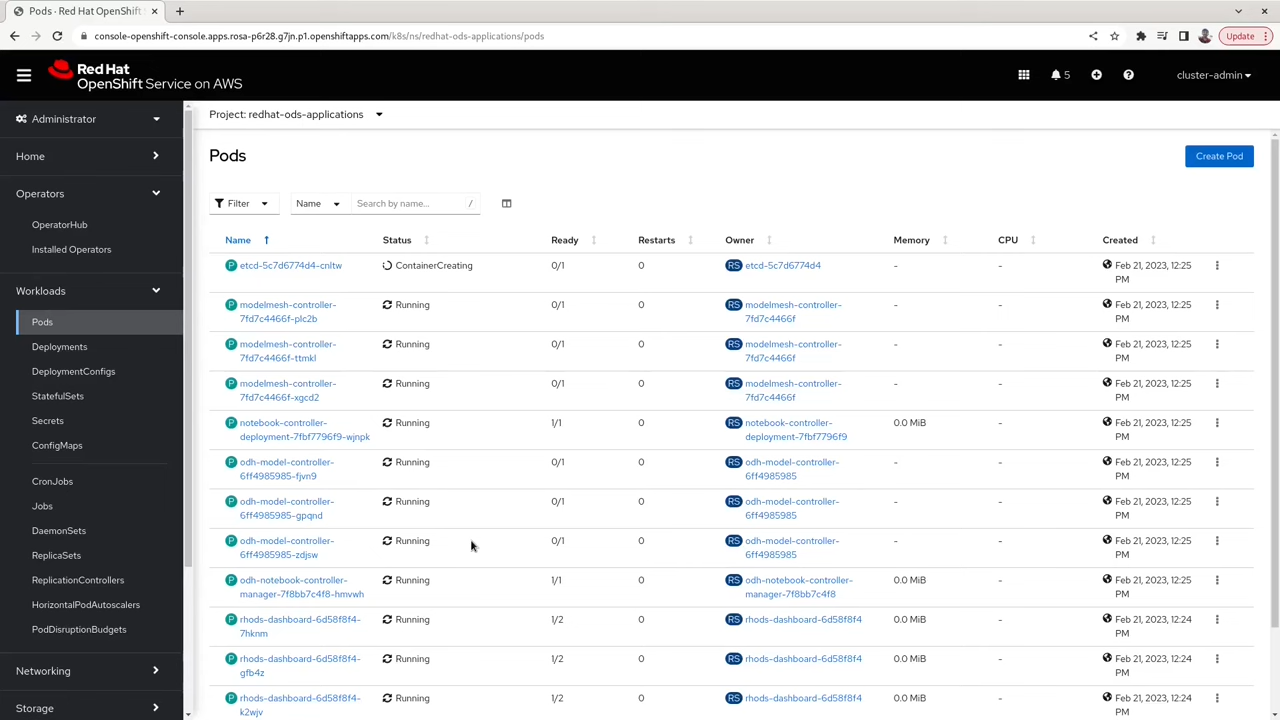 Pods · Red Hat OpenShift
console-openshift-console.apps.rosa-p6r28.g7jn.p1.openshiftapps.com/k8s/ns/redhat-ods-applications/pods
Update
Red Hat
OpenShift Service on AWS
5
cluster-admin
Administrator
Home
Operators
OperatorHub
Installed Operators
Workloads
Pods
Deployments
DeploymentConfigs
StatefulSets
Secrets
ConfigMaps
CronJobs
Jobs
DaemonSets
ReplicaSets
ReplicationControllers
HorizontalPodAutoscalers
PodDisruptionBudgets
Networking
Storage
Project: redhat-ods-applications
Pods
Create Pod
Filter Name Search by name... /
Name Status Ready Restarts Owner Memory CPU Created
P etcd-5c7d6774d4-cnltw ContainerCreating 0/1 0 RS etcd-5c7d6774d4 - - Feb 21, 2023, 12:25
PM
P modelmesh-controller- Running 0/1 0 RS modelmesh-controller- - - Feb 21, 2023, 12:25
7fd7c4466f-plc2b 7fd7c4466f PM
P modelmesh-controller- Running 0/1 0 RS modelmesh-controller- - - Feb 21, 2023, 12:25
7fd7c4466f-ttmkl 7fd7c4466f PM
P modelmesh-controller- Running 0/1 0 RS modelmesh-controller- - - Feb 21, 2023, 12:25
7fd7c4466f-xgcd2 7fd7c4466f PM
P notebook-controller- Running 1/1 0 RS notebook-controller- 0.0 MiB - Feb 21, 2023, 12:25
deployment-7fbf7796f9-wjnpk deployment-7fbf7796f9 PM
P odh-model-controller- Running 0/1 0 RS odh-model-controller- - - Feb 21, 2023, 12:25
6ff4985985-fjvn9 6ff4985985 PM
P odh-model-controller- Running 0/1 0 RS odh-model-controller- - - Feb 21, 2023, 12:25
6ff4985985-gpqnd 6ff4985985 PM
P odh-model-controller- Running 0/1 0 RS odh-model-controller- - - Feb 21, 2023, 12:25
6ff4985985-zdjsw 6ff4985985 PM
P odh-notebook-controller- Running 1/1 0 RS odh-notebook-controller- 0.0 MiB - Feb 21, 2023, 12:25
manager-7f8bb7c4f8-hmvwh manager-7f8bb7c4f8 PM
P rhods-dashboard-6d58f8f4- Running 1/2 0 RS rhods-dashboard-6d58f8f4 0.0 MiB - Feb 21, 2023, 12:24
7hknm PM
P rhods-dashboard-6d58f8f4- Running 1/2 0 RS rhods-dashboard-6d58f8f4 0.0 MiB - Feb 21, 2023, 12:24
gfb4z PM
P rhods-dashboard-6d58f8f4- Running 1/2 0 RS rhods-dashboard-6d58f8f4 0.0 MiB - Feb 21, 2023, 12:24
k2wjv PM